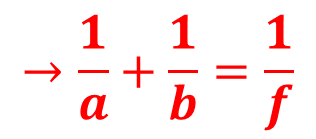 → 1/a + 1/b = 1/f